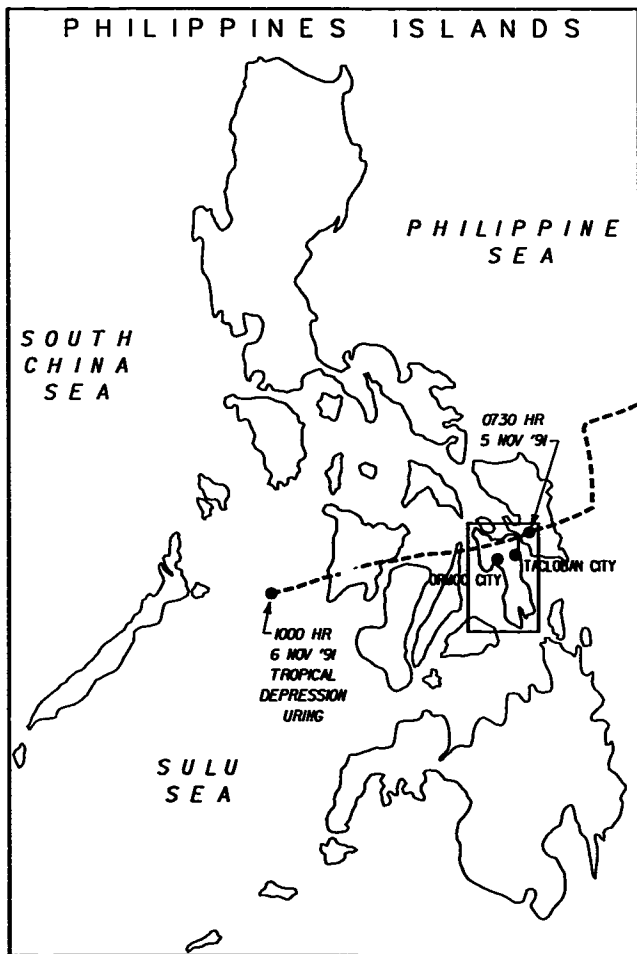 PHILIPPINES ISLANDS
PHILIPPINE
SEA
SOUTH
CHINA
SEA
0730 HR
5 NOV '91
ORMOC CITY
TACLOBAN CITY
1000 HR
6 NOV '91
TROPICAL
DEPRESSION
URING
SULU
SEA